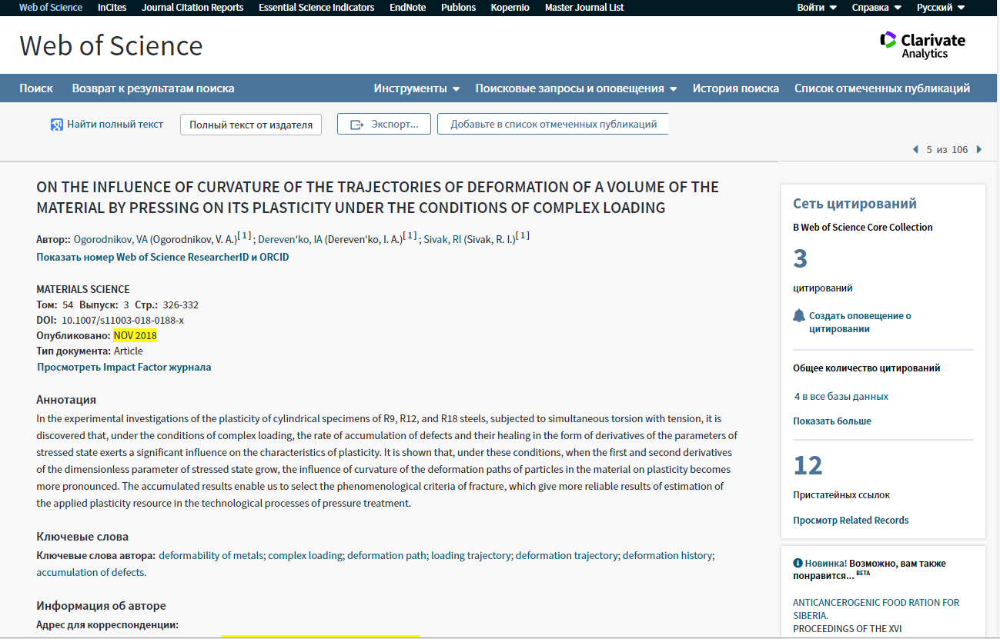 Web of Science InCites Journal Citation Reports Essential Science Indicators EndNote Publons Kopernio Master Journal List Войти Справка Русский
Web of Science
Clarivate
Analytics
Поиск Возврат к результатам поиска Инструменты Поисковые запросы и оповещения История поиска Список отмеченных публикаций
Найти полный текст Полный текст от издателя Экспорт... Добавьте в список отмеченных публикаций
5 из 106
ON THE INFLUENCE OF CURVATURE OF THE TRAJECTORIES OF DEFORMATION OF A VOLUME OF THE
MATERIAL BY PRESSING ON ITS PLASTICITY UNDER THE CONDITIONS OF COMPLEX LOADING
Автор:: Ogorodnikov, VA (Ogorodnikov, V. A.)[ 1 ] ; Dereven'ko, IA (Dereven'ko, I. A.)[ 1 ] ; Sivak, RI (Sivak, R. I.)[ 1 ]
Показать номер Web of Science ResearcherID и ORCID
MATERIALS SCIENCE
Том: 54 Выпуск: 3 Стр.: 326-332
DOI: 10.1007/s11003-018-0188-x
Опубликовано: NOV 2018
Тип документа: Article
Просмотреть Impact Factor журнала
Аннотация
In the experimental investigations of the plasticity of cylindrical specimens of R9, R12, and R18 steels, subjected to simultaneous torsion with tension, it is
discovered that, under the conditions of complex loading, the rate of accumulation of defects and their healing in the form of derivatives of the parameters of
stressed state exerts a significant influence on the characteristics of plasticity. It is shown that, under these conditions, when the first and second derivatives
of the dimensionless parameter of stressed state grow, the influence of curvature of the deformation paths of particles in the material on plasticity becomes
more pronounced. The accumulated results enable us to select the phenomenological criteria of fracture, which give more reliable results of estimation of
the applied plasticity resource in the technological processes of pressure treatment.
Ключевые слова
Ключевые слова автора: deformability of metals; complex loading; deformation path; loading trajectory; deformation trajectory; deformation history;
accumulation of defects.
Информация об авторе
Адрес для корреспонденции:
Сеть цитирований
В Web of Science Core Collection
3
цитирований
Создать оповещение о
цитировании
Общее количество цитирований
4 в все базы данных
Показать больше
12
Пристатейных ссылок
Просмотр Related Records
Новинка! Возможно, вам также
понравится... BETA
ANTICANCEROGENIC FOOD RATION FOR
SIBERIA.
PROCEEDINGS OF THE XVI